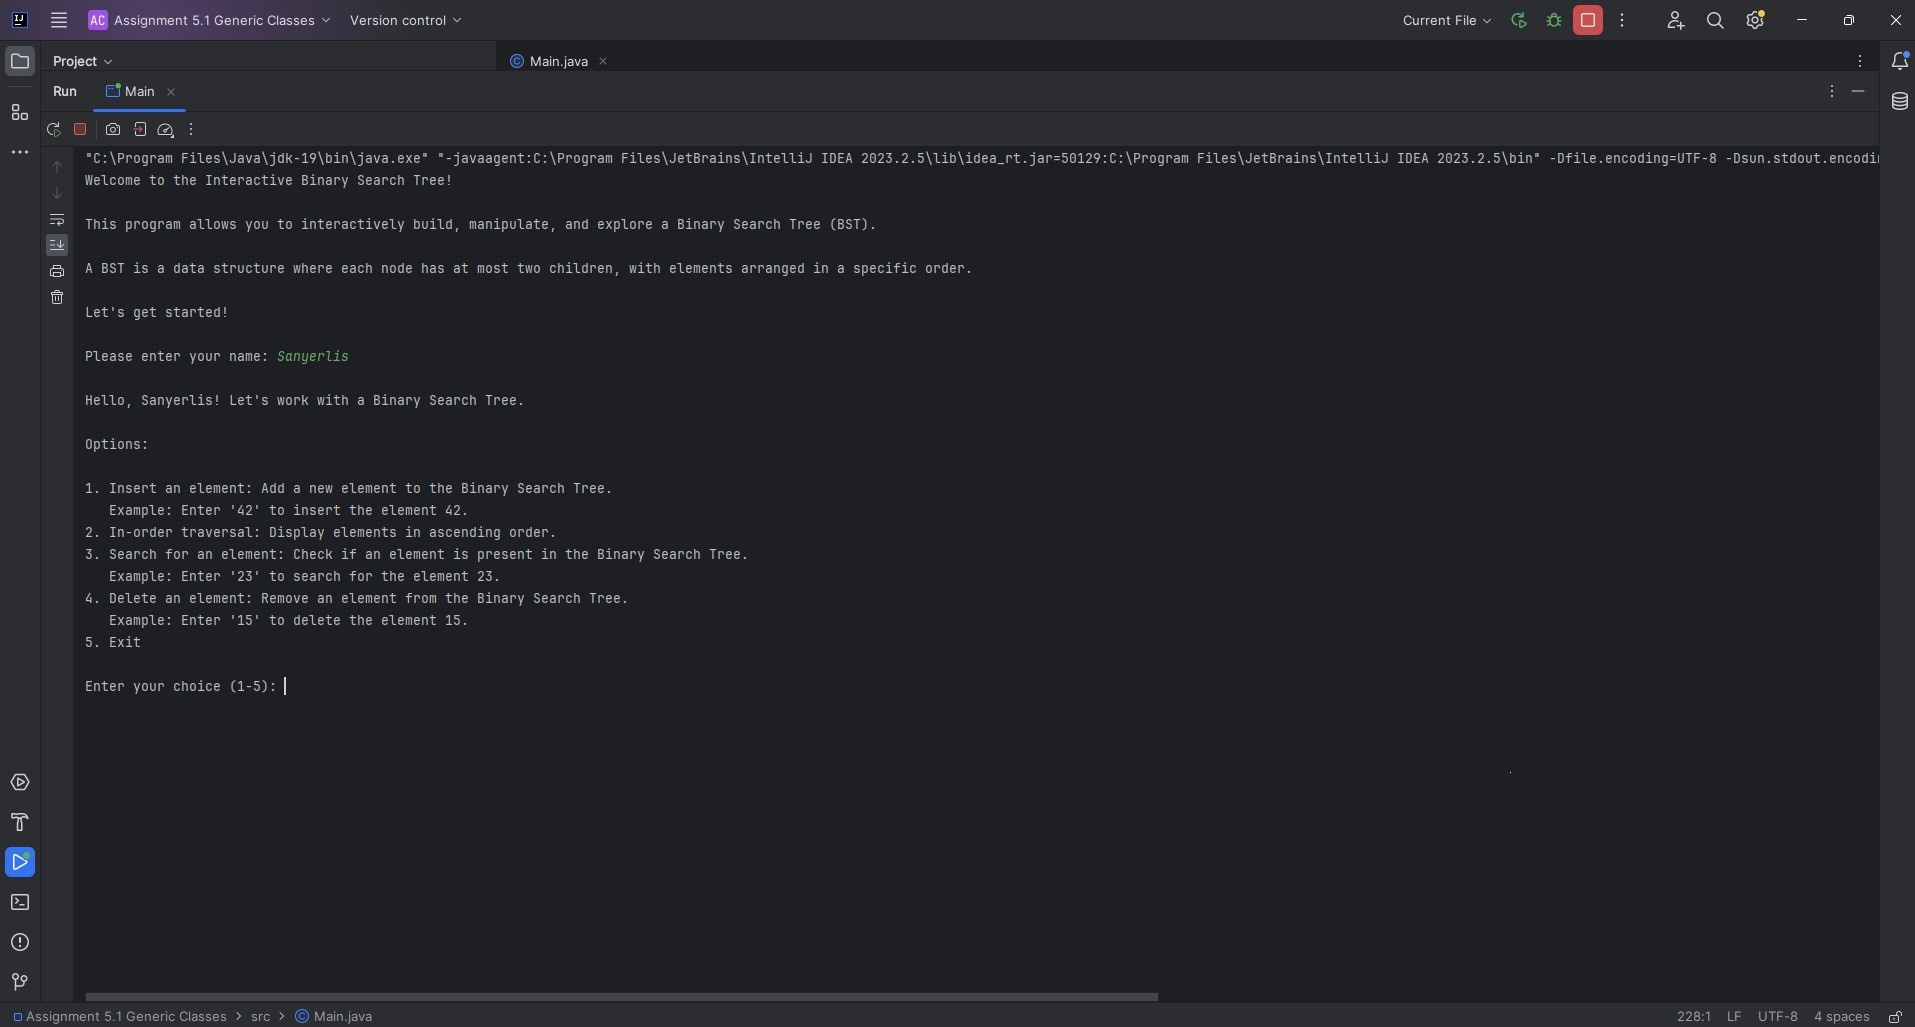 AC Assignment 5.1 Generic Classes Version control Current File
Project Main.java
Run Main
"C:\Program Files\Java\jdk-19\bin\java.exe" "-javaagent:C:\Program Files\JetBrains\IntelliJ IDEA 2023.2.5\lib\idea_rt.jar=50129:C:\Program Files\JetBrains\IntelliJ IDEA 2023.2.5\bin" -Dfile.encoding=UTF-8 -Dsun.stdout.encodi
Welcome to the Interactive Binary Search Tree!
This program allows you to interactively build, manipulate, and explore a Binary Search Tree (BST).
A BST is a data structure where each node has at most two children, with elements arranged in a specific order.
Let's get started!
Please enter your name: Sanyerlis
Hello, Sanyerlis! Let's work with a Binary Search Tree.
Options:
1. Insert an element: Add a new element to the Binary Search Tree.
Example: Enter '42' to insert the element 42.
2. In-order traversal: Display elements in ascending order.
3. Search for an element: Check if an element is present in the Binary Search Tree.
Example: Enter '23' to search for the element 23.
4. Delete an element: Remove an element from the Binary Search Tree.
Example: Enter '15' to delete the element 15.
5. Exit
Enter your choice (1-5):
Assignment 5.1 Generic Classes > src > Main.java 228:1 LF UTF-8 4 spaces